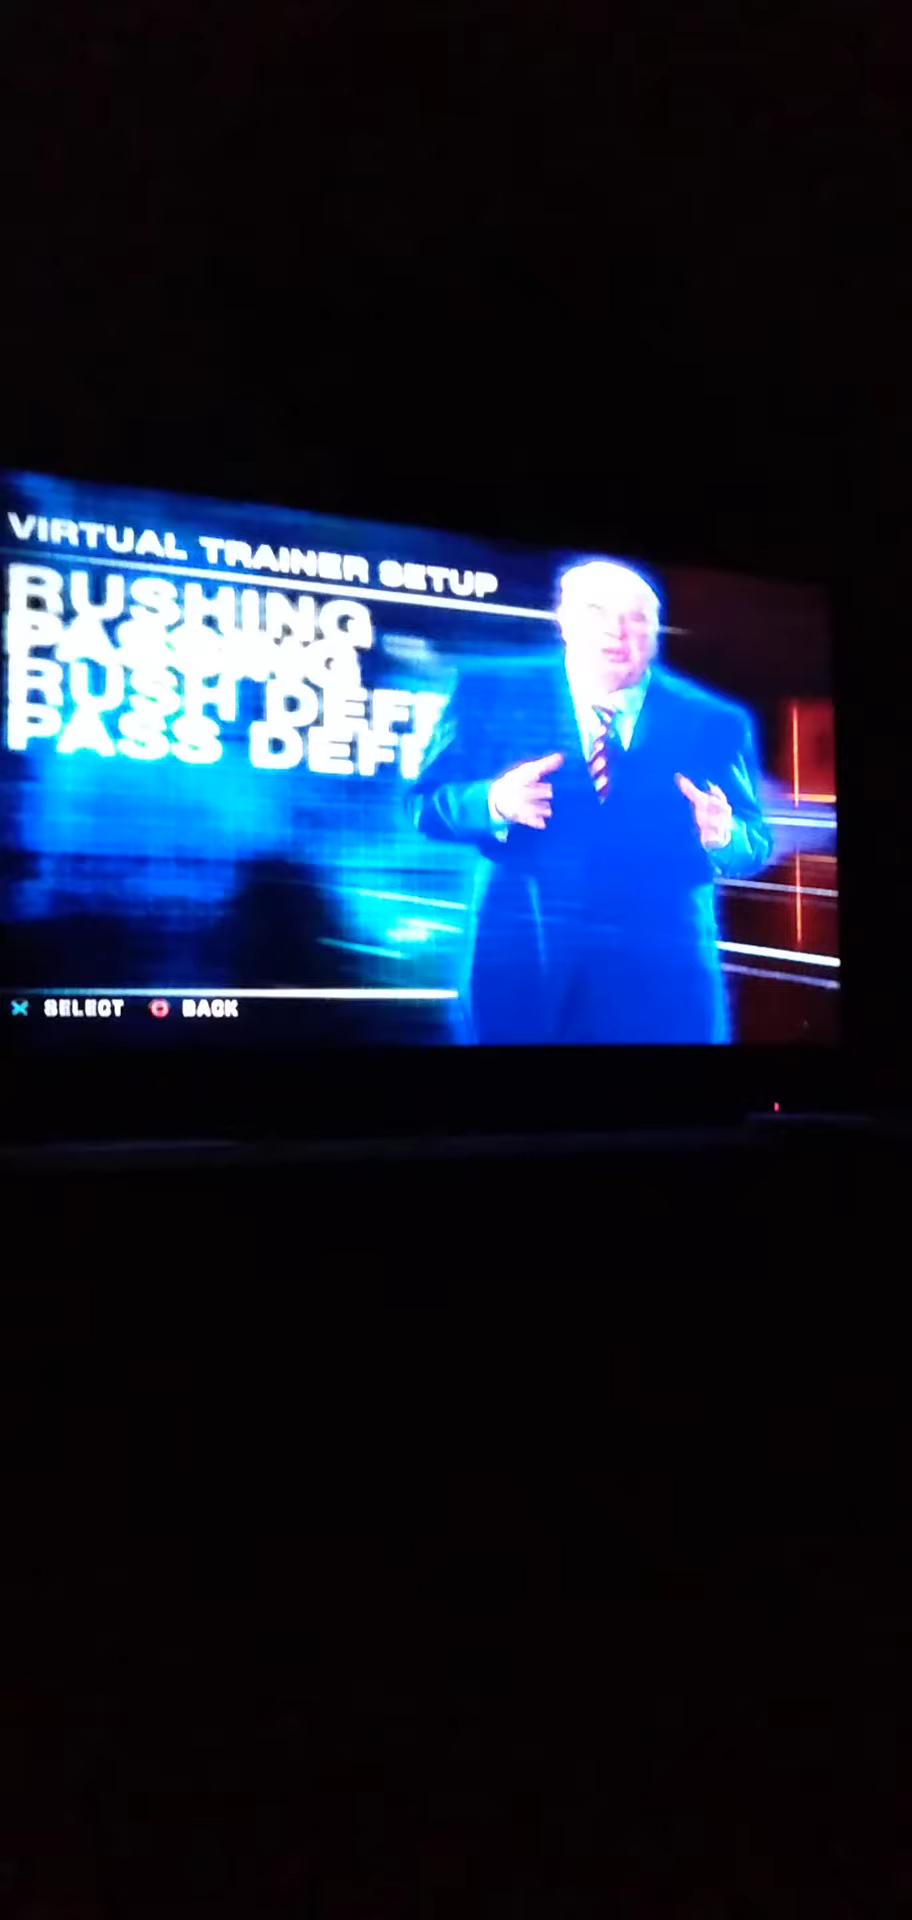 VIRTUAL TRAINER SETUP
RUSHING
PASSING
RUSH DEF
PASS DEF
SELECT BACK